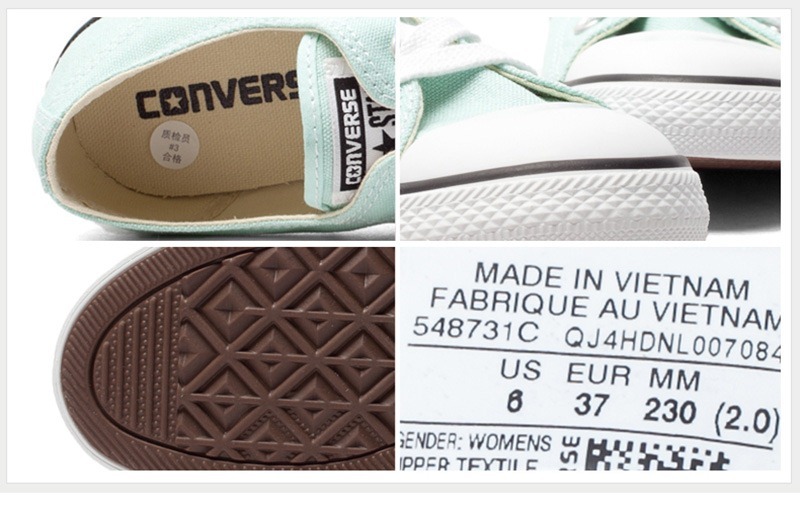 CONVERSE
质检员
#3
合格
CONVERSE
MADE IN VIETNAM
FABRIQUE AU VIETNAM
548731C QJ4HDNL007084
US EUR MM
6 37 230 (2.0)
GENDER: WOMENS
UPPER TEXTILE